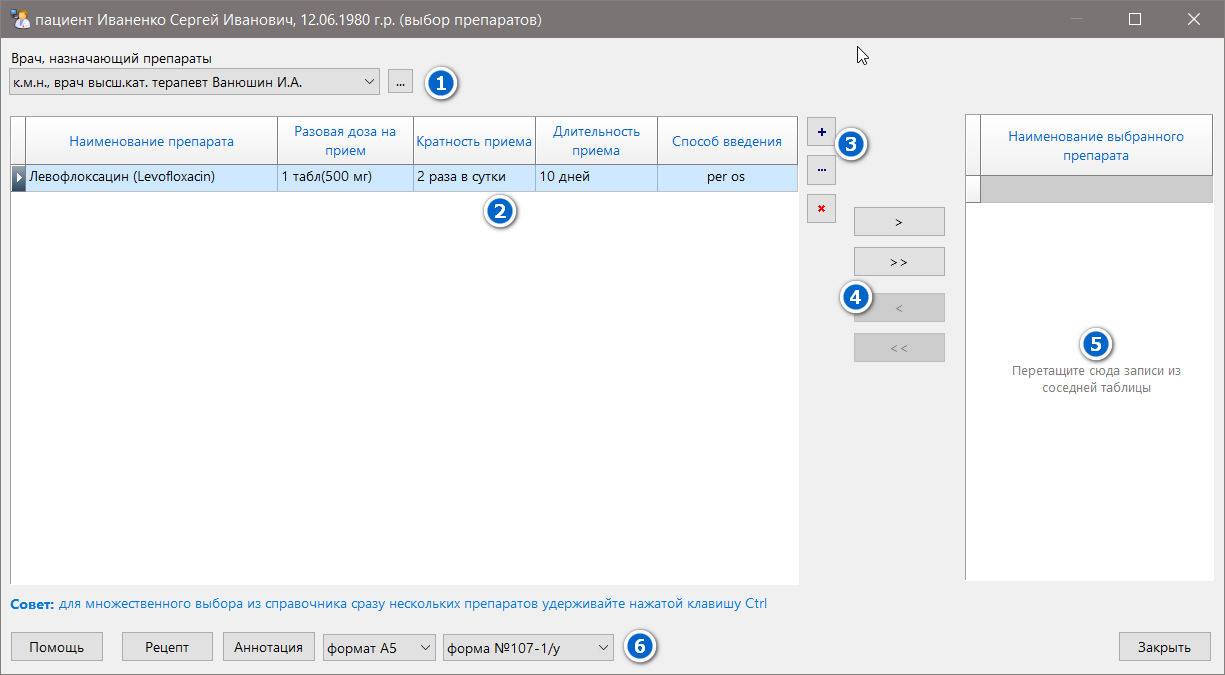 пациент Иваненко Сергей Иванович, 12.06.1980 г.р. (выбор препаратов)
Врач, назначающий препараты
к.м.н., врач высш.кат. терапевт Ванюшин И.А.
...
1
Наименование препарата
Разовая доза на
прием
Кратность приема
Длительность
приема
Способ введения
Левофлоксацин (Levofloxacin)
1 табл(500 мг)
2 раза в сутки
10 дней
per os
2
+
3
...
×
>
>>
4
<
<<
Наименование выбранного
препарата
5
Перетащите сюда записи из
соседней таблицы
Совет: для множественного выбора из справочника сразу нескольких препаратов удерживайте нажатой клавишу Ctrl
Помощь
Рецепт
Аннотация
формат А5
форма №107-1/у
6
Закрыть